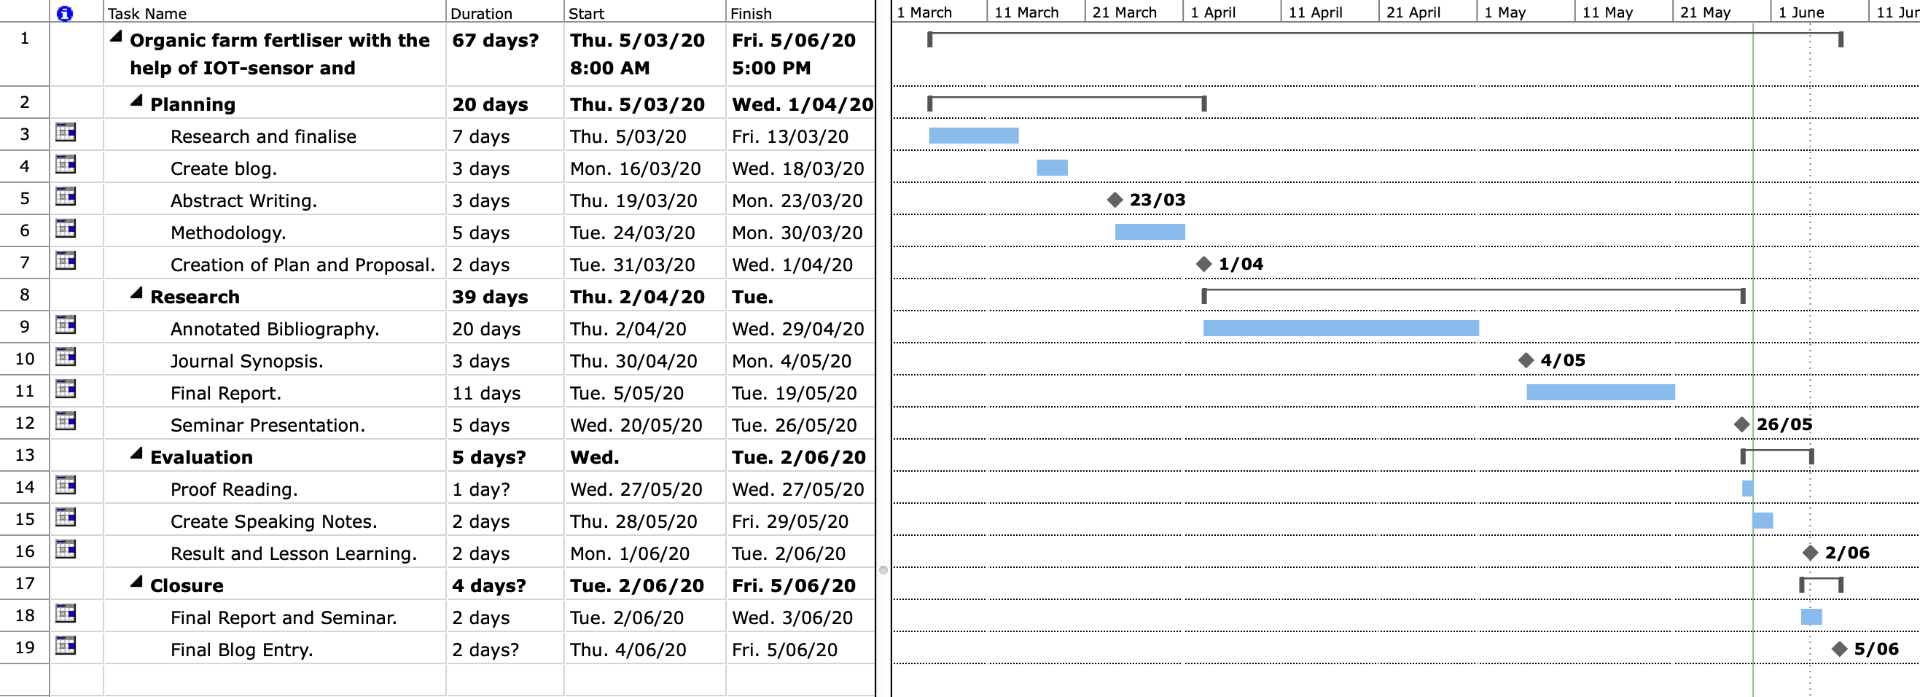 Task Name Duration Start Finish 1 March 11 March 21 March 1 April 11 April 21 April 1 May 11 May 21 May 1 June 11 Jun
1 Organic farm fertliser with the 67 days? Thu. 5/03/20 Fri. 5/06/20
help of IOT-sensor and 8:00 AM 5:00 PM
2 Planning 20 days Thu. 5/03/20 Wed. 1/04/20
3 Research and finalise 7 days Thu. 5/03/20 Fri. 13/03/20
4 Create blog. 3 days Mon. 16/03/20 Wed. 18/03/20
5 Abstract Writing. 3 days Thu. 19/03/20 Mon. 23/03/20 23/03
6 Methodology. 5 days Tue. 24/03/20 Mon. 30/03/20
7 Creation of Plan and Proposal. 2 days Tue. 31/03/20 Wed. 1/04/20 1/04
8 Research 39 days Thu. 2/04/20 Tue.
9 Annotated Bibliography. 20 days Thu. 2/04/20 Wed. 29/04/20
10 Journal Synopsis. 3 days Thu. 30/04/20 Mon. 4/05/20 4/05
11 Final Report. 11 days Tue. 5/05/20 Tue. 19/05/20
12 Seminar Presentation. 5 days Wed. 20/05/20 Tue. 26/05/20 26/05
13 Evaluation 5 days? Wed. Tue. 2/06/20
14 Proof Reading. 1 day? Wed. 27/05/20 Wed. 27/05/20
15 Create Speaking Notes. 2 days Thu. 28/05/20 Fri. 29/05/20
16 Result and Lesson Learning. 2 days Mon. 1/06/20 Tue. 2/06/20 2/06
17 Closure 4 days? Tue. 2/06/20 Fri. 5/06/20
18 Final Report and Seminar. 2 days Tue. 2/06/20 Wed. 3/06/20
19 Final Blog Entry. 2 days? Thu. 4/06/20 Fri. 5/06/20 5/06